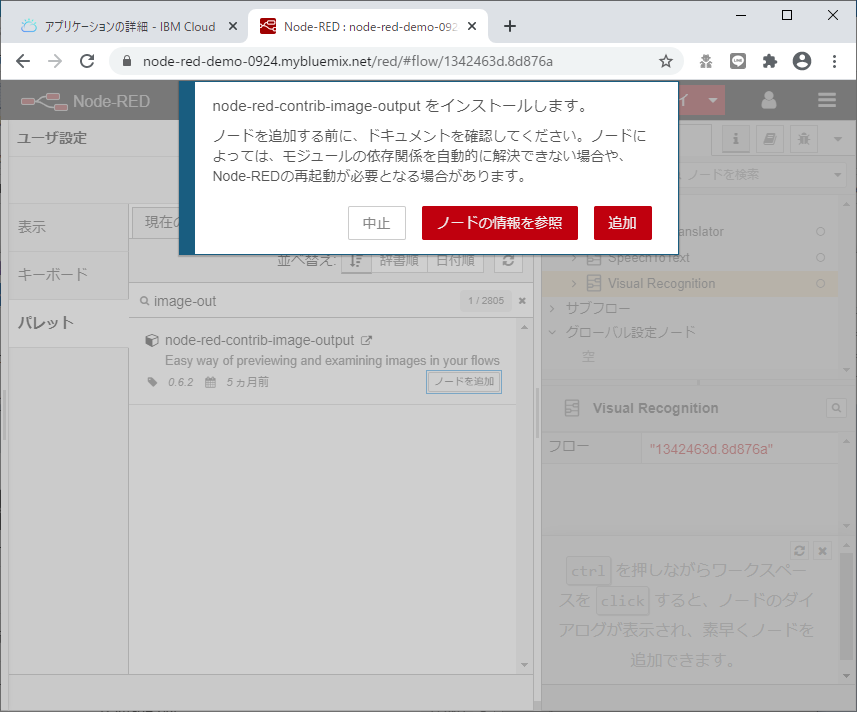 アプリケーションの詳細 - IBM Cloud
Node-RED : node-red-demo-092
node-red-demo-0924.mybluemix.net/red/#flow/1342463d.8d876a
Node-RED
イ
node-red-contrib-image-output をインストールします。
ノードを追加する前に、ドキュメントを確認してください。ノードに
よっては、モジュールの依存関係を自動的に解決できない場合や、
Node-REDの再起動が必要となる場合があります。
中止
ノードの情報を参照
追加
ユーザ設定
表示
キーボード
パレット
現在の
並べ替え:
辞書順
日付順
image-out
1 / 2805
node-red-contrib-image-output
Easy way of previewing and examining images in your flows
0.6.2
5 ヵ月前
ノードを追加
ノードを検索
anslator
SpeechToText
Visual Recognition
サブフロー
グローバル設定ノード
空
Visual Recognition
フロー
"1342463d.8d876a"
ctrl を押しながらワークスペー
スを click すると、ノードのダイ
アログが表示され、素早くノードを
追加できます。